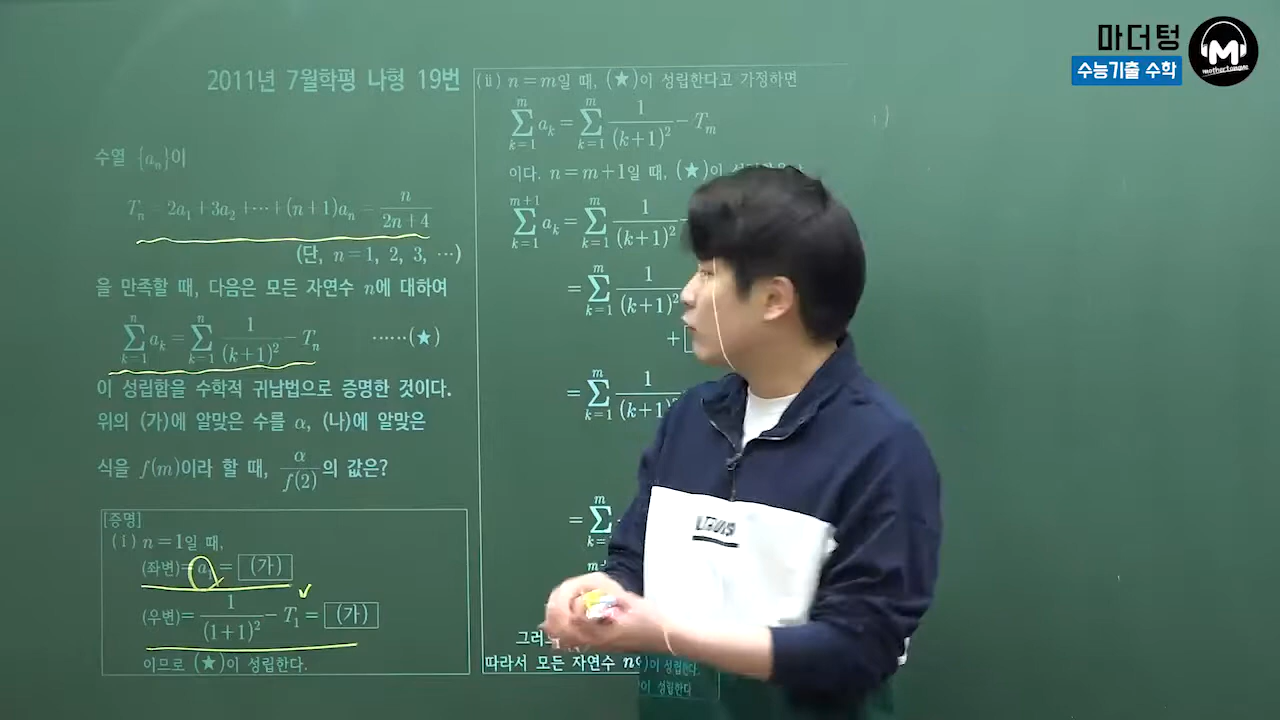 마더텅
수능기출 수학
mothertongue
2011년 7월학평 나형 19번
수열 {aₙ}이
Tₙ = 2a₁ + 3a₂ + ⋯ + (n+1)aₙ = n/(2n+4)
(단, n = 1, 2, 3, ⋯)
을 만족할 때, 다음은 모든 자연수 n에 대하여
∑_{k=1}^{n} aₖ = ∑_{k=1}^{n} 1/(k+1)² − Tₙ ⋯⋯(★)
이 성립함을 수학적 귀납법으로 증명한 것이다.
위의 (가)에 알맞은 수를 α, (나)에 알맞은
식을 f(m)이라 할 때, α/f(2)의 값은?
[증명]
(ⅰ) n = 1일 때,
(좌변) = a = (가)
(우변) = 1/(1+1)² − T₁ = (가)
이므로 (★)이 성립한다.
(ⅱ) n = m일 때, (★)이 성립한다고 가정하면
∑_{k=1}^{m} aₖ = ∑_{k=1}^{m} 1/(k+1)² − Tₘ
이다. n = m+1일 때, (★)이
∑_{k=1}^{m+1} aₖ = ∑_{k=1}^{m} 1/(k+1)²
= ∑_{k=1}^{m} 1/(k+1)²
+
= ∑_{k=1}^{m} 1/(k+1)²
= ∑
따라서 모든 자연수 n
이 성립한다